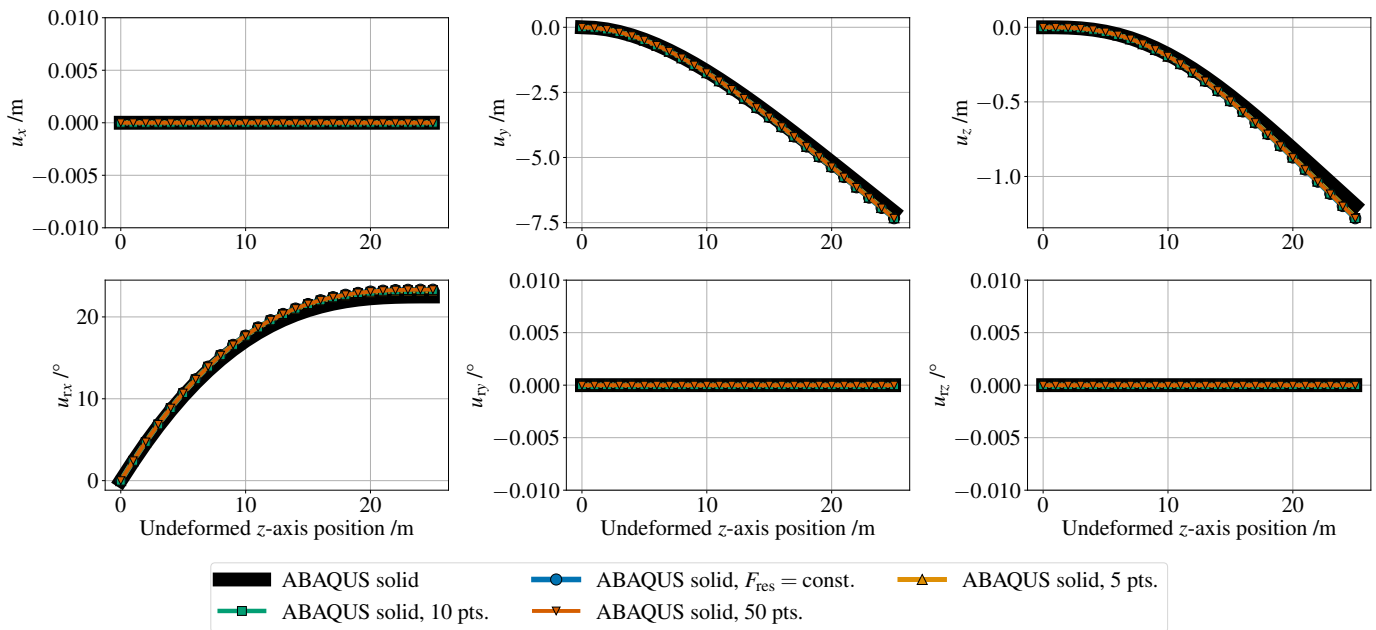 0.010
0.005
0.000
−0.005
−0.010
u_x /m
0 10 20
0.0
−2.5
−5.0
−7.5
u_y /m
0 10 20
0.0
−0.5
−1.0
u_z /m
0 10 20
20
10
0
u_rx /°
0 10 20
Undeformed z-axis position /m
0.010
0.005
0.000
−0.005
−0.010
u_ry /°
0 10 20
Undeformed z-axis position /m
0.010
0.005
0.000
−0.005
−0.010
u_rz /°
0 10 20
Undeformed z-axis position /m
ABAQUS solid
ABAQUS solid, F_res = const.
ABAQUS solid, 5 pts.
ABAQUS solid, 10 pts.
ABAQUS solid, 50 pts.